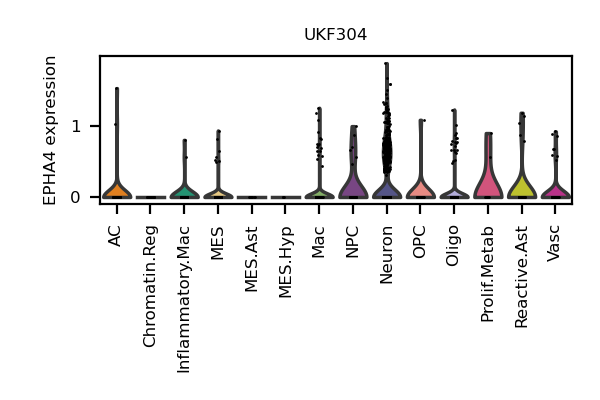 UKF304
EPHA4 expression
1
0
AC
Chromatin.Reg
Inflammatory.Mac
MES
MES.Ast
MES.Hyp
Mac
NPC
Neuron
OPC
Oligo
Prolif.Metab
Reactive.Ast
Vasc